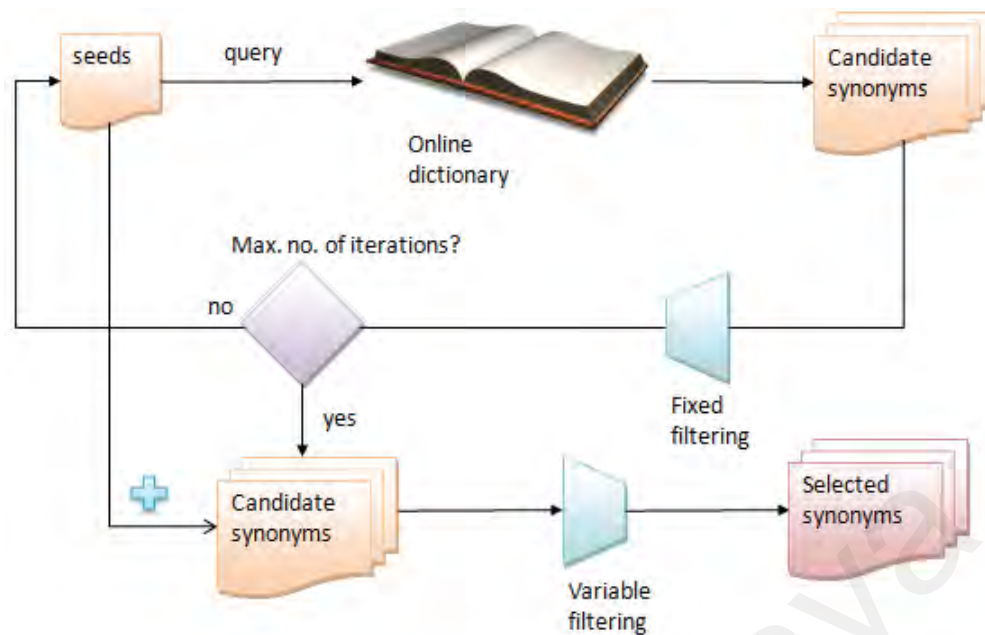 seeds
query
Online
dictionary
Candidate
synonyms
Max. no. of iterations?
no
yes
Fixed
filtering
Candidate
synonyms
Variable
filtering
Selected
synonyms